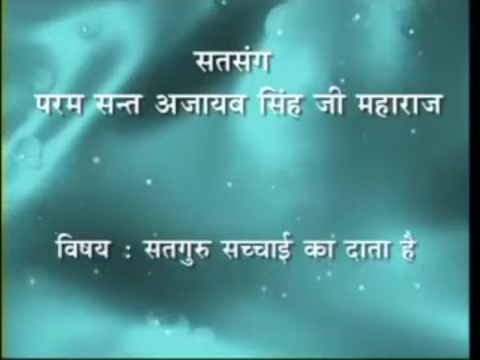 सतसंग
परम सन्त अजायब सिंह जी महाराज
विषय : सतगुरु सच्चाई का दाता है